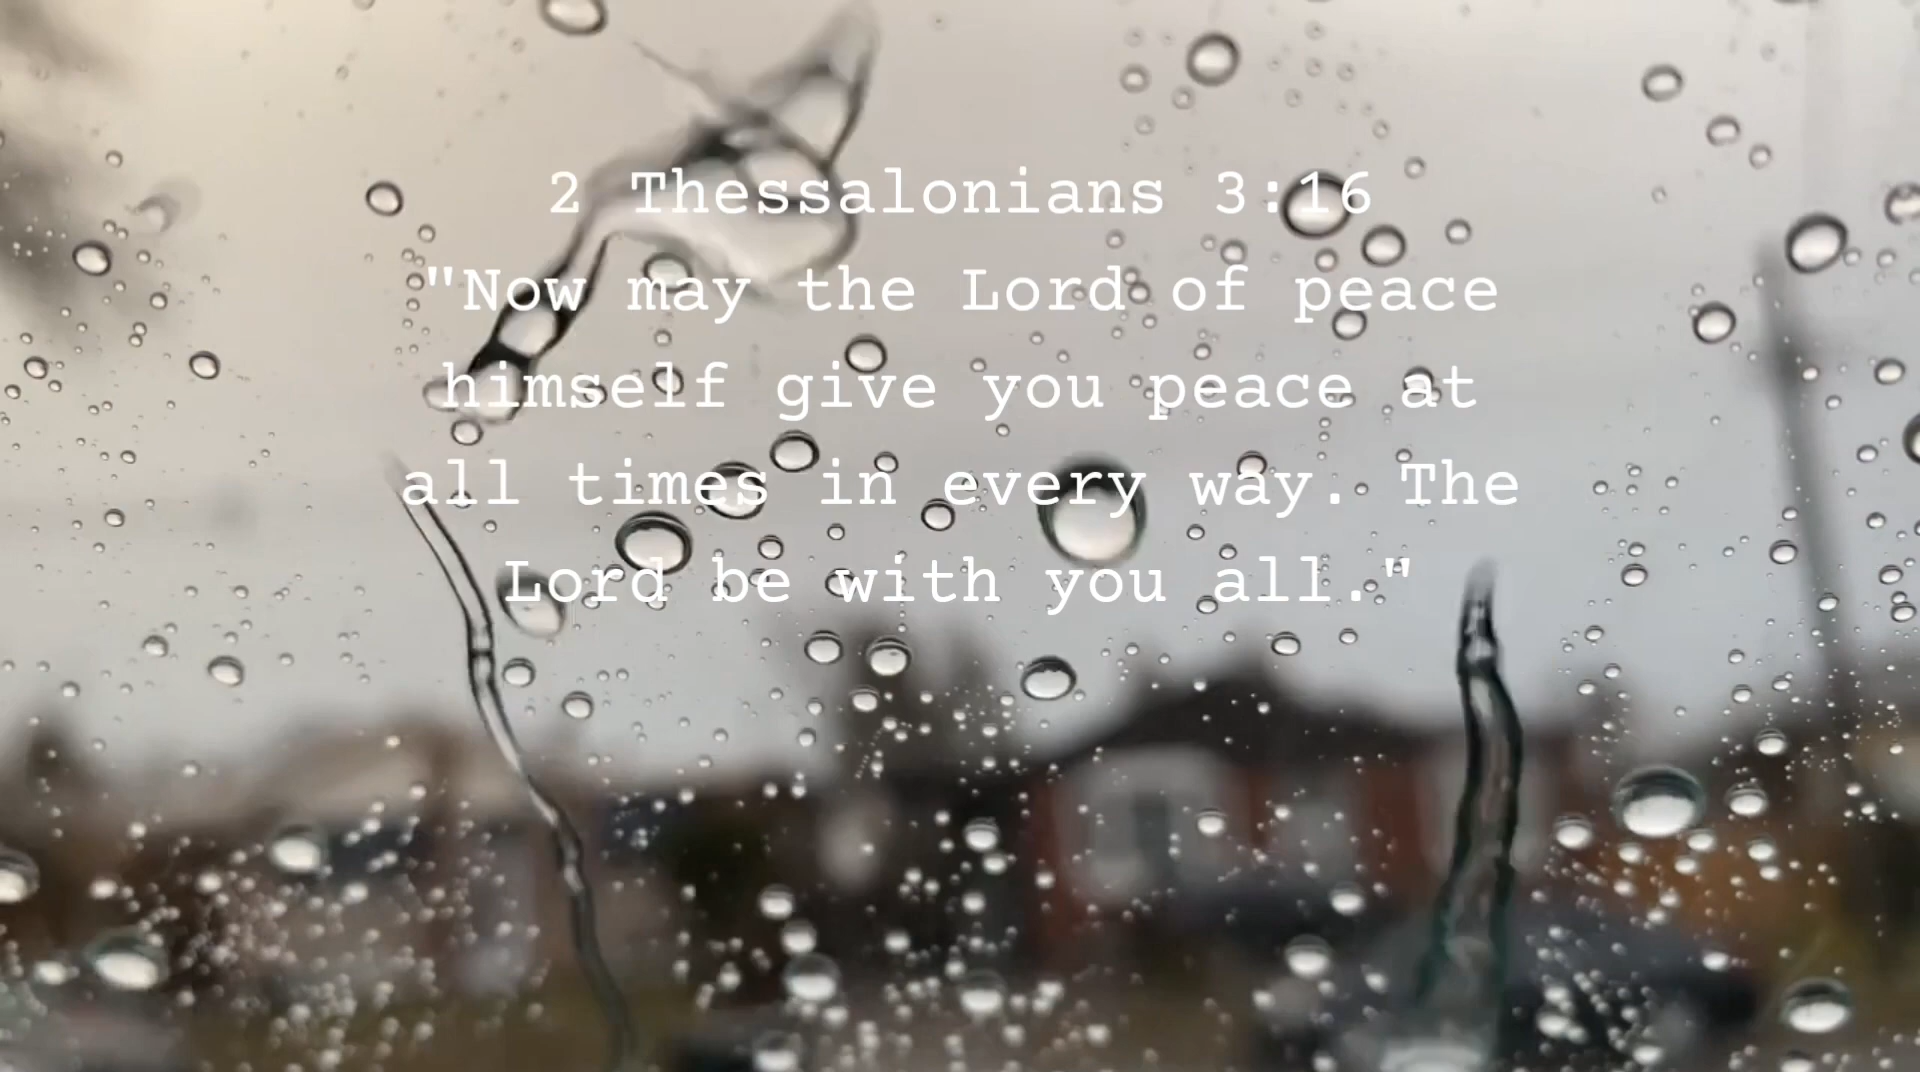 2 Thessalonians 3:16
"Now may the Lord of peace
himself give you peace at
all times in every way. The
Lord be with you all."